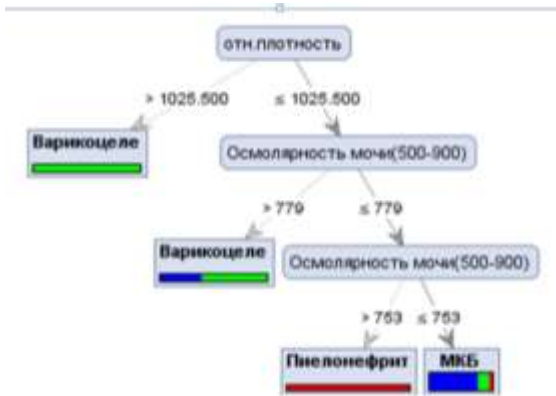 отн.плотность
> 1025.500
≤ 1025.500
Варикоцеле
Осмолярность мочи(500-900)
> 779
≤ 779
Варикоцеле
Осмолярность мочи(500-900)
> 753
≤ 753
Пиелонефрит
МКБ